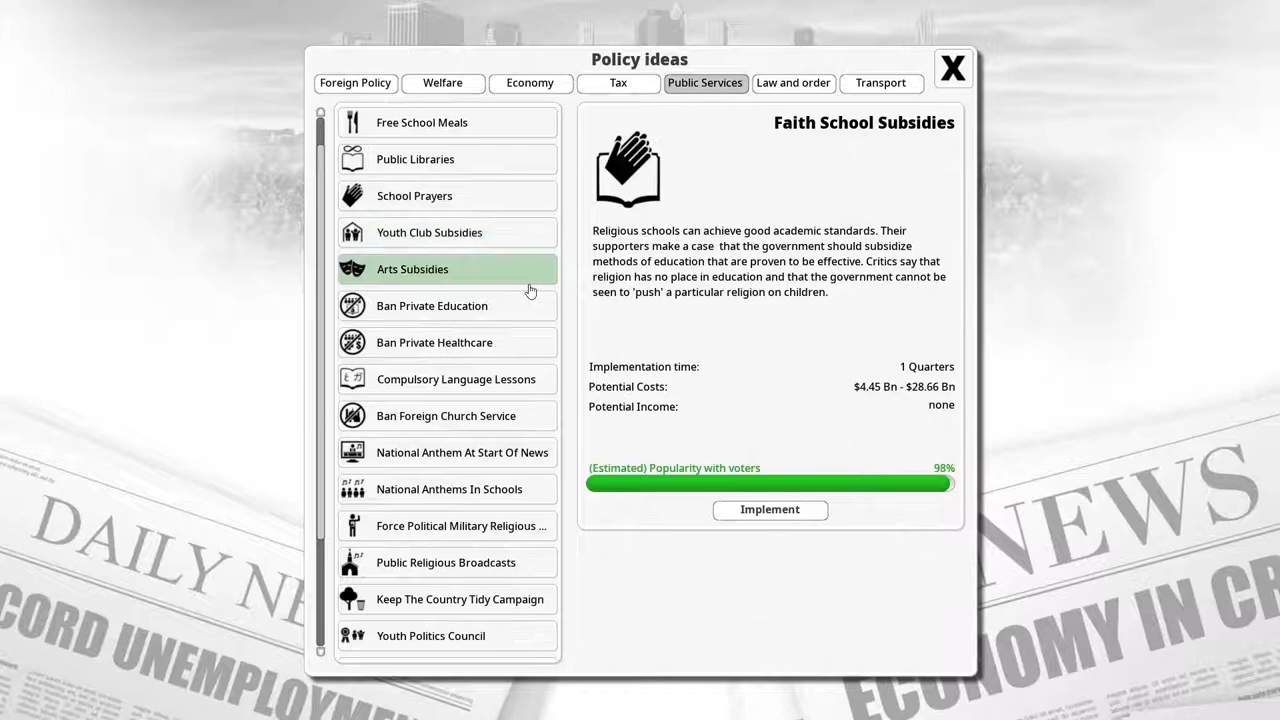 Policy ideas
X
Foreign Policy
Welfare
Economy
Tax
Public Services
Law and order
Transport
Free School Meals
Public Libraries
School Prayers
Youth Club Subsidies
Arts Subsidies
Ban Private Education
Ban Private Healthcare
Compulsory Language Lessons
Ban Foreign Church Service
National Anthem At Start Of News
National Anthems In Schools
Force Political Military Religious ...
Public Religious Broadcasts
Keep The Country Tidy Campaign
Youth Politics Council
Faith School Subsidies
Religious schools can achieve good academic standards. Their
supporters make a case that the government should subsidize
methods of education that are proven to be effective. Critics say that
religion has no place in education and that the government cannot be
seen to 'push' a particular religion on children.
Implementation time: 1 Quarters
Potential Costs: $4.45 Bn - $28.66 Bn
Potential Income: none
(Estimated) Popularity with voters 98%
Implement
DAILY NE
CORD UNEMPLOYM
NEWS
ECONOMY IN CR